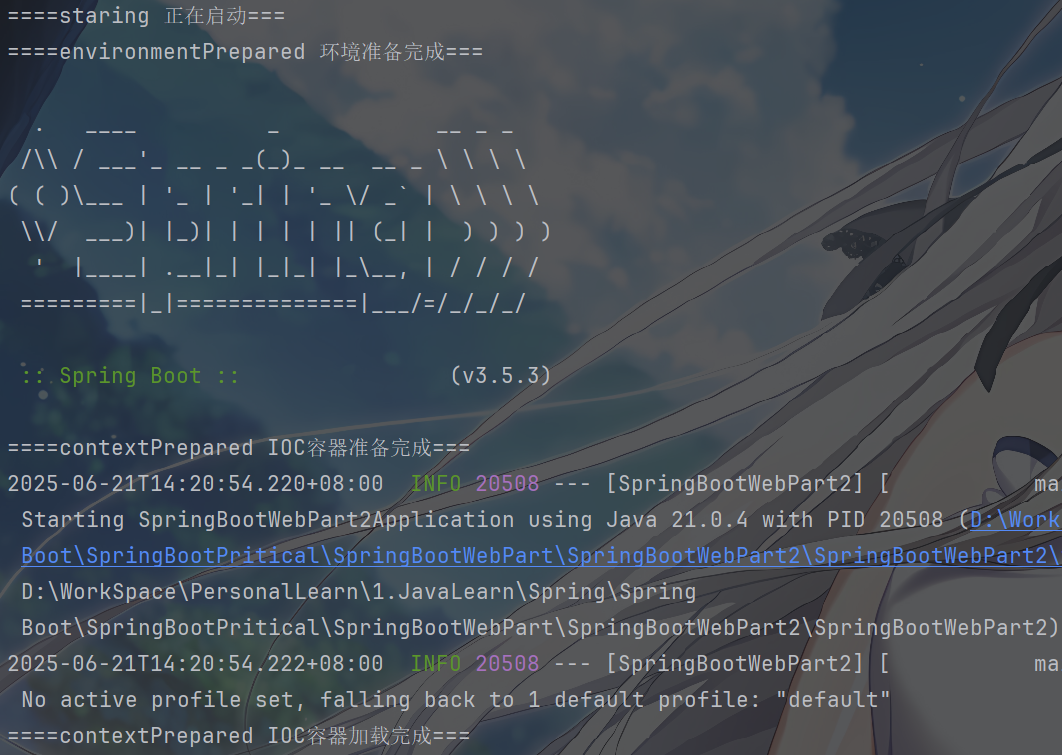 ====staring 正在启动===
====environmentPrepared 环境准备完成===
  .   ____          _            __ _ _
 /\\ / ___'_ __ _ _(_)_ __  __ _ \ \ \ \
( ( )\___ | '_ | '_| | '_ \/ _` | \ \ \ \
 \\/  ___)| |_)| | | | | || (_| |  ) ) ) )
  '  |____| .__|_| |_|_| |_\__, | / / / /
 =========|_|==============|___/=/_/_/_/
 :: Spring Boot ::                (v3.5.3)
====contextPrepared IOC容器准备完成===
2025-06-21T14:20:54.220+08:00  INFO 20508 --- [SpringBootWebPart2] [           ma
 Starting SpringBootWebPart2Application using Java 21.0.4 with PID 20508 (D:\Work
 Boot\SpringBootPritical\SpringBootWebPart\SpringBootWebPart2\SpringBootWebPart2\
 D:\WorkSpace\PersonalLearn\1.JavaLearn\Spring\Spring
 Boot\SpringBootPritical\SpringBootWebPart\SpringBootWebPart2\SpringBootWebPart2)
2025-06-21T14:20:54.222+08:00  INFO 20508 --- [SpringBootWebPart2] [           ma
 No active profile set, falling back to 1 default profile: "default"
====contextPrepared IOC容器加载完成===